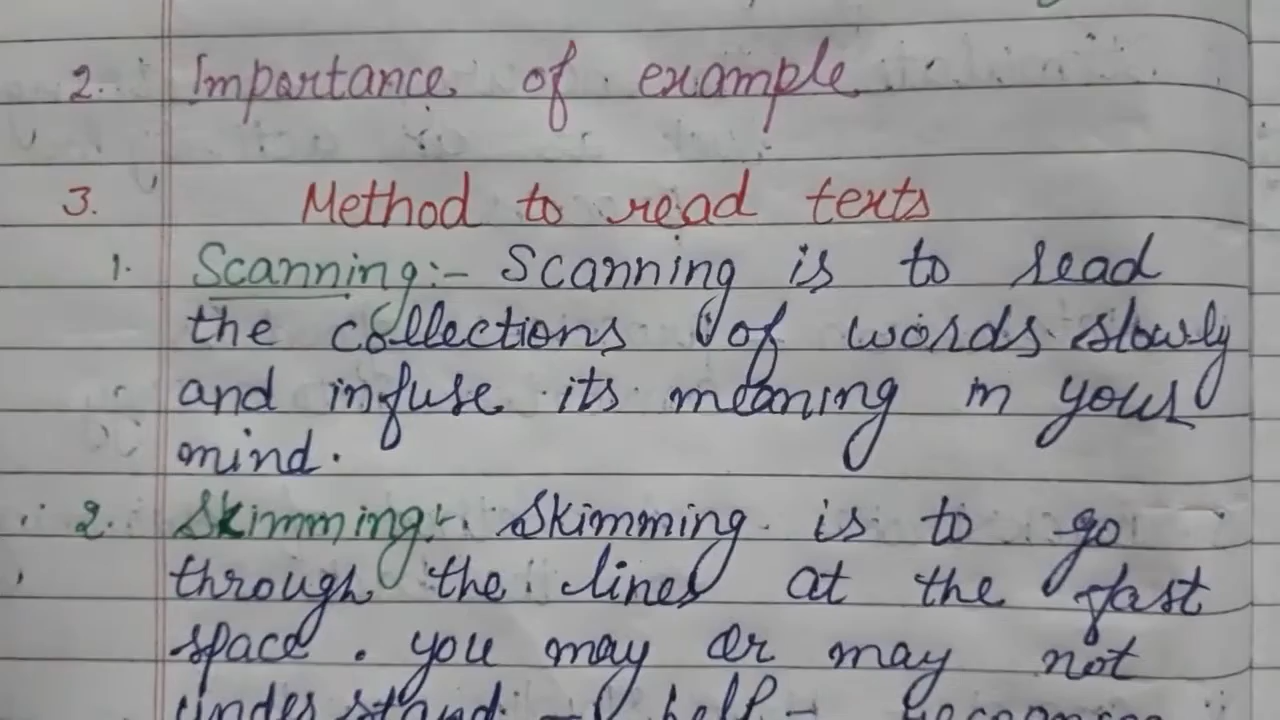 2. Importance of example
3. Method to read texts
1. Scanning:- Scanning is to read
the collections of words slowly
and infuse its meaning in your
mind.
2. Skimming:- Skimming is to go
through the lines at the fast
space. you may or may not
understand